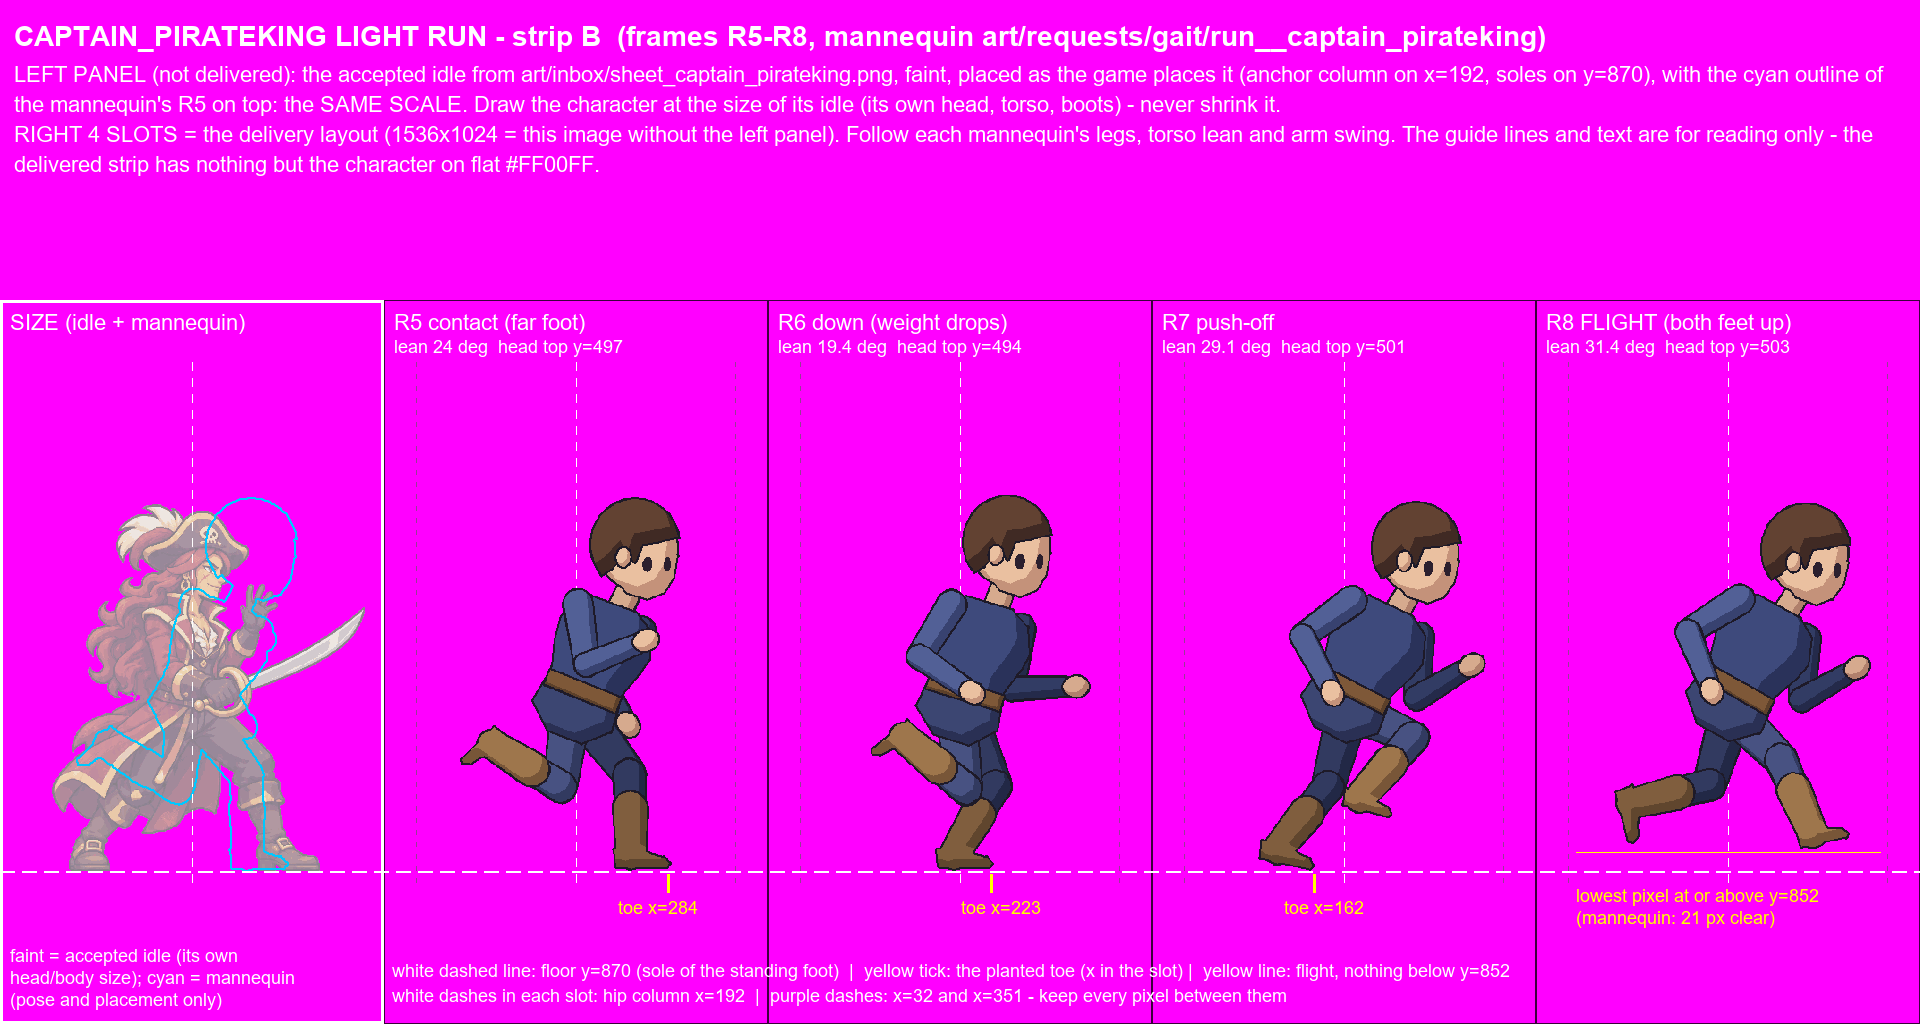 CAPTAIN_PIRATEKING LIGHT RUN - strip B  (frames R5-R8, mannequin art/requests/gait/run__captain_pirateking)
LEFT PANEL (not delivered): the accepted idle from art/inbox/sheet_captain_pirateking.png, faint, placed as the game places it (anchor column on x=192, soles on y=870), with the cyan outline of
the mannequin's R5 on top: the SAME SCALE. Draw the character at the size of its idle (its own head, torso, boots) - never shrink it.
RIGHT 4 SLOTS = the delivery layout (1536x1024 = this image without the left panel). Follow each mannequin's legs, torso lean and arm swing. The guide lines and text are for reading only - the
delivered strip has nothing but the character on flat #FF00FF.
SIZE (idle + mannequin)
R5 contact (far foot)
lean 24 deg  head top y=497
R6 down (weight drops)
lean 19.4 deg  head top y=494
R7 push-off
lean 29.1 deg  head top y=501
R8 FLIGHT (both feet up)
lean 31.4 deg  head top y=503
toe x=284
toe x=223
toe x=162
lowest pixel at or above y=852
(mannequin: 21 px clear)
faint = accepted idle (its own
head/body size); cyan = mannequin
(pose and placement only)
white dashed line: floor y=870 (sole of the standing foot)  |  yellow tick: the planted toe (x in the slot) |  yellow line: flight, nothing below y=852
white dashes in each slot: hip column x=192  |  purple dashes: x=32 and x=351 - keep every pixel between them